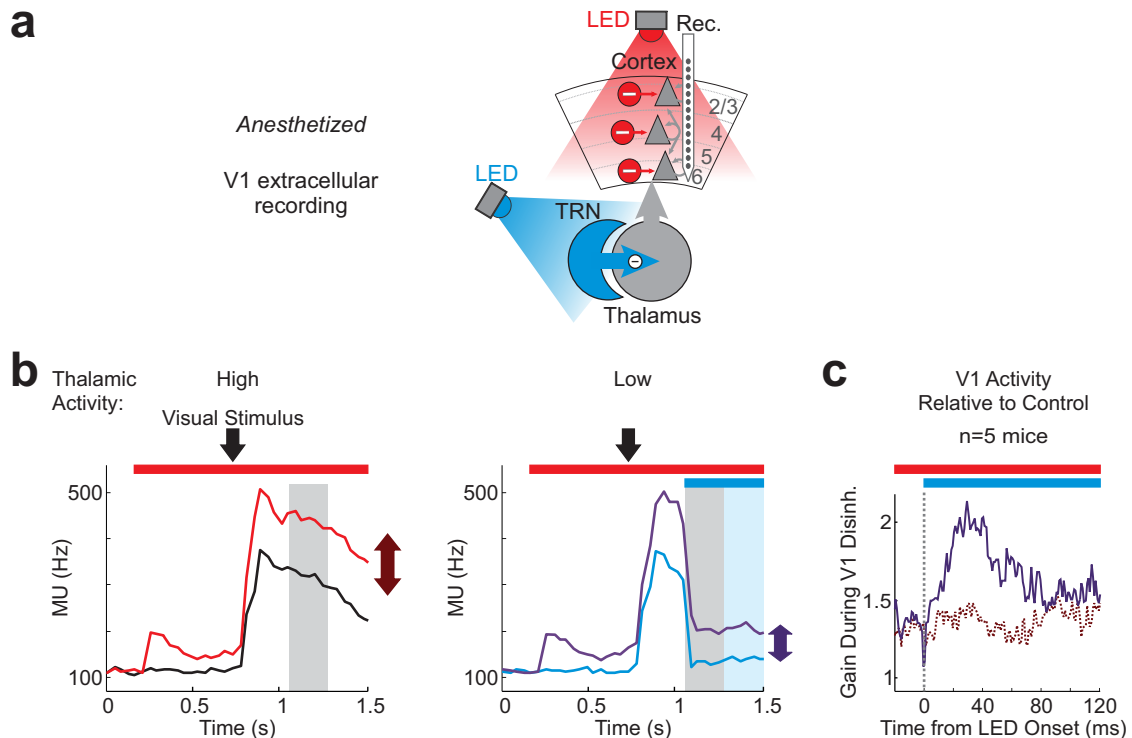 a
LED
Rec.
Cortex
2/3
4
5
6
Anesthetized
V1 extracellular
recording
LED
TRN
Thalamus
b
Thalamic
Activity:
High
Visual Stimulus
Low
500
100
MU (Hz)
0
0.5
1
1.5
Time (s)
500
100
MU (Hz)
0
0.5
1
1.5
Time (s)
c
V1 Activity
Relative to Control
n=5 mice
Gain During V1 Disinh.
2
1.5
1
0
40
80
120
Time from LED Onset (ms)